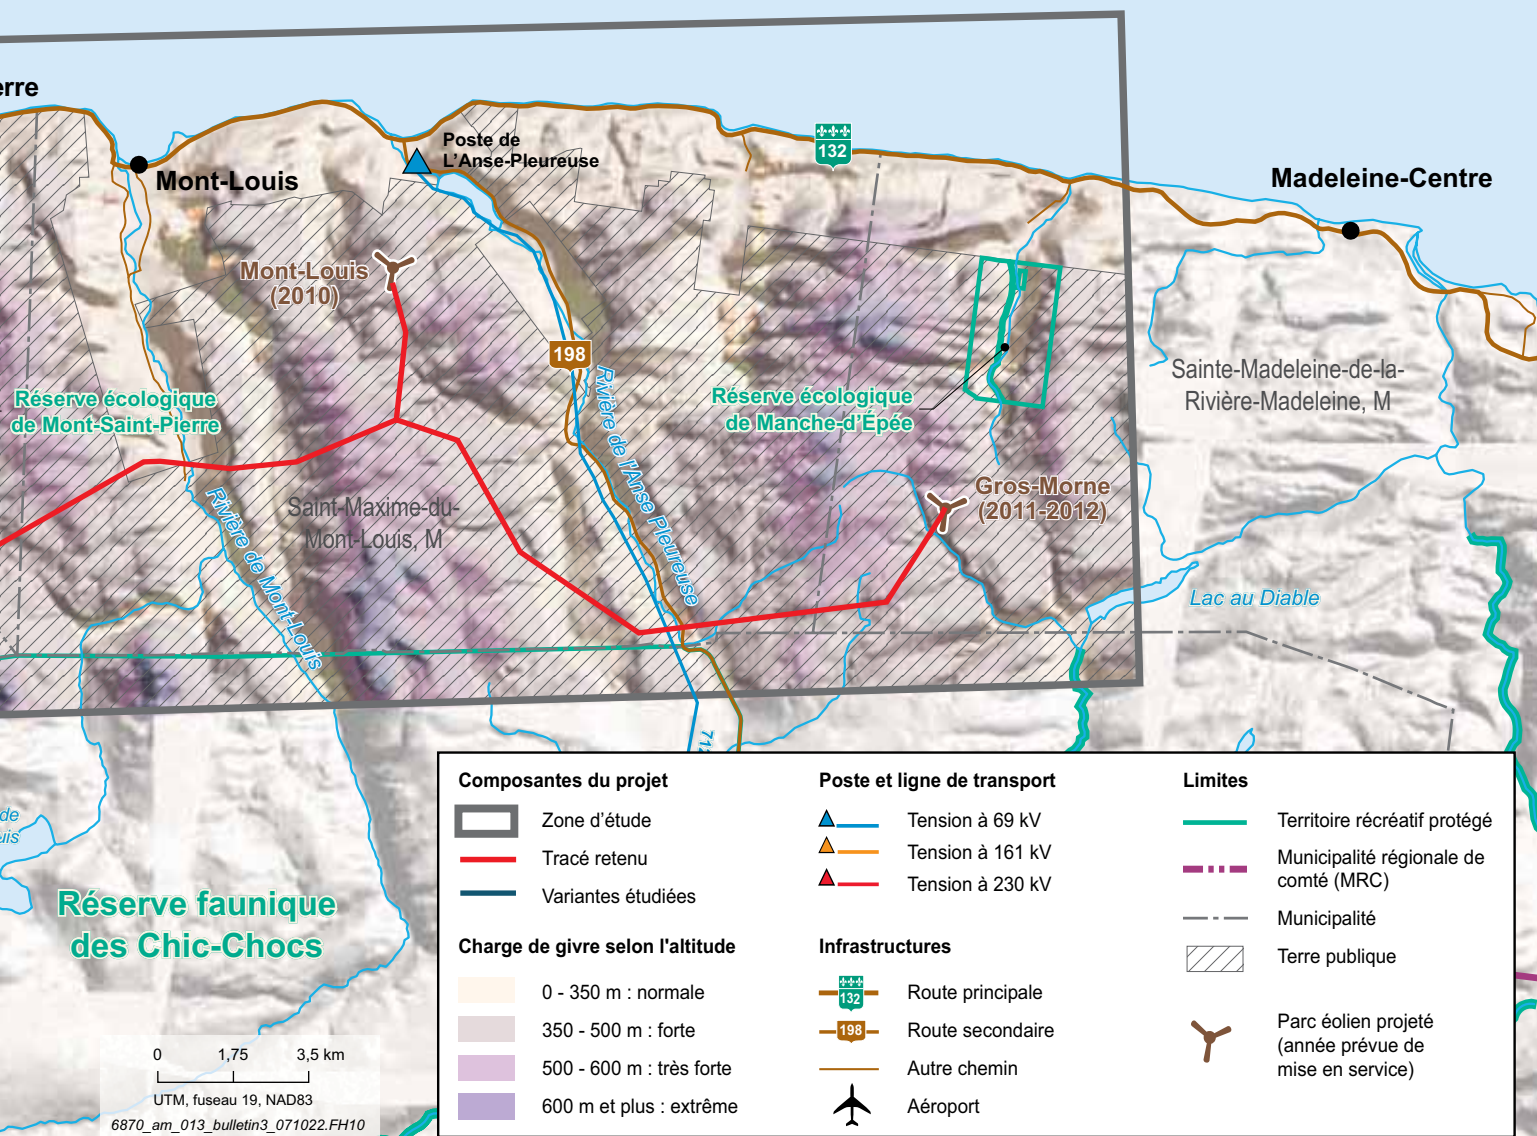 erre
Mont-Louis
Poste de
L'Anse-Pleureuse
132
Madeleine-Centre
Mont-Louis
(2010)
198
Rivière de l'Anse Pleureuse
Réserve écologique
de Mont-Saint-Pierre
Réserve écologique
de Manche-d'Épée
Sainte-Madeleine-de-la-
Rivière-Madeleine, M
Gros-Morne
(2011-2012)
Saint-Maxime-du-
Mont-Louis, M
Rivière de Mont-Louis
Lac au Diable
de
uis
Réserve faunique
des Chic-Chocs
0 1,75 3,5 km
UTM, fuseau 19, NAD83
6870_am_013_bulletin3_071022.FH10
Composantes du projet
Zone d'étude
Tracé retenu
Variantes étudiées
Charge de givre selon l'altitude
0 - 350 m : normale
350 - 500 m : forte
500 - 600 m : très forte
600 m et plus : extrême
Poste et ligne de transport
Tension à 69 kV
Tension à 161 kV
Tension à 230 kV
Infrastructures
132 Route principale
198 Route secondaire
Autre chemin
Aéroport
Limites
Territoire récréatif protégé
Municipalité régionale de
comté (MRC)
Municipalité
Terre publique
Parc éolien projeté
(année prévue de
mise en service)